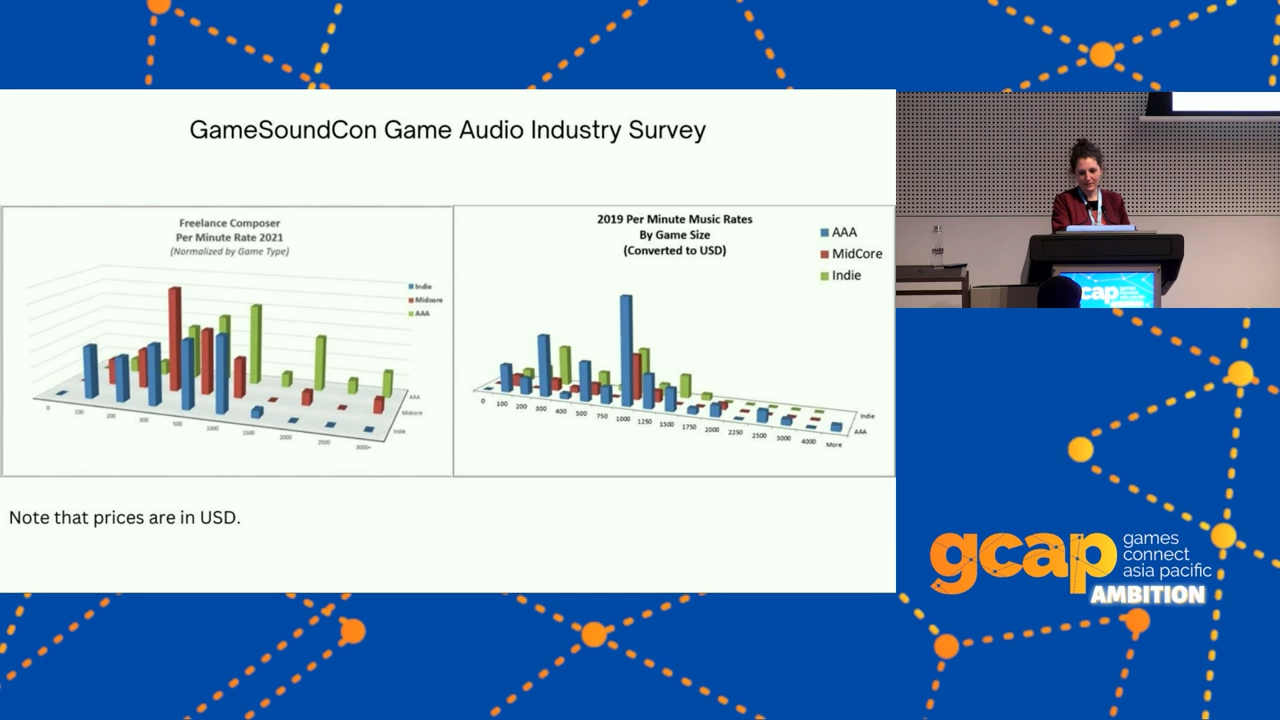 GameSoundCon Game Audio Industry Survey
Freelance Composer
Per Minute Rate 2021
(Normalized by Game Type)
Indie
Midcore
AAA
0
100
200
300
500
1000
1500
2000
2500
3000+
AAA
Midcore
Indie
2019 Per Minute Music Rates
By Game Size
(Converted to USD)
AAA
MidCore
Indie
0
100
200
300
400
500
750
1000
1250
1500
1750
2000
2250
2500
3000
4000
More
Indie
AAA
Note that prices are in USD.
gcap
gcap
games
connect
asia pacific
AMBITION